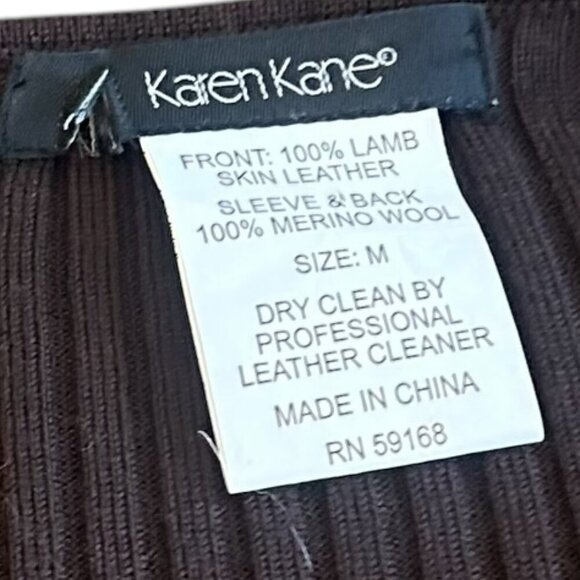 Karen Kane®
FRONT: 100% LAMB
SKIN LEATHER
SLEEVE & BACK
100% MERINO WOOL
SIZE: M
DRY CLEAN BY
PROFESSIONAL
LEATHER CLEANER
MADE IN CHINA
RN 59168